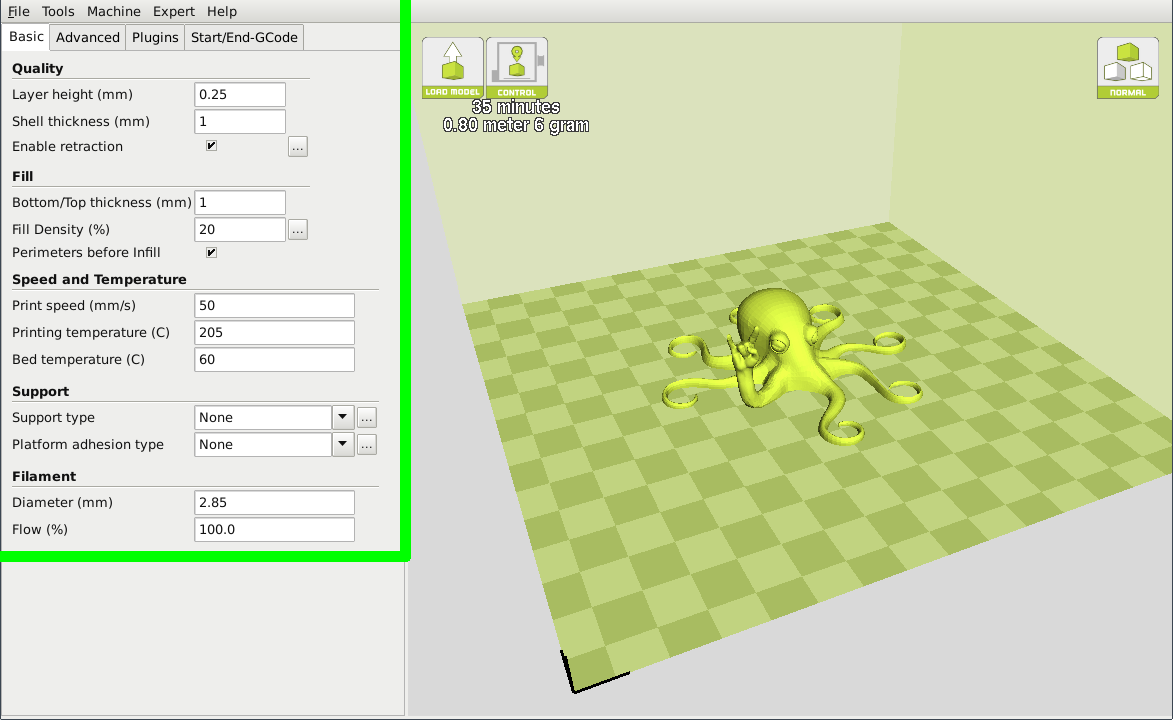 File Tools Machine Expert Help
Basic Advanced Plugins Start/End-GCode
Quality
Layer height (mm) 0.25
Shell thickness (mm) 1
Enable retraction ...
Fill
Bottom/Top thickness (mm) 1
Fill Density (%) 20 ...
Perimeters before Infill
Speed and Temperature
Print speed (mm/s) 50
Printing temperature (C) 205
Bed temperature (C) 60
Support
Support type None ...
Platform adhesion type None ...
Filament
Diameter (mm) 2.85
Flow (%) 100.0
LOAD MODEL CONTROL
35 minutes
0.80 meter 6 gram
NORMAL